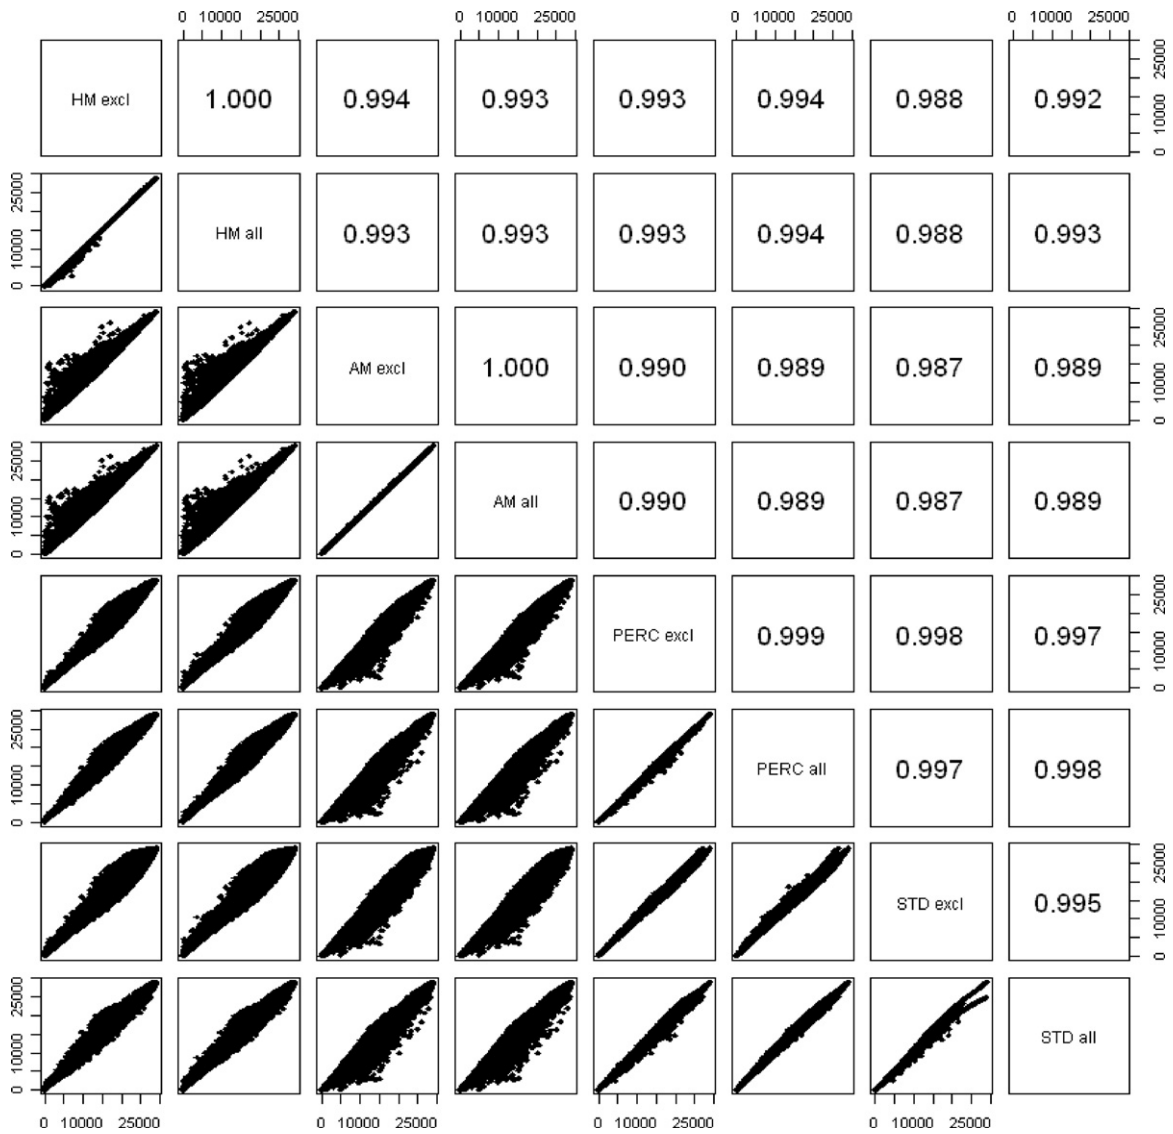 0 10000 25000 0 10000 25000 0 10000 25000 0 10000 25000
HM excl 1.000 0.994 0.993 0.993 0.994 0.988 0.992 0 10000 25000
0 10000 25000 HM all 0.993 0.993 0.993 0.994 0.988 0.993
AM excl 1.000 0.990 0.989 0.987 0.989 0 10000 25000
0 10000 25000 AM all 0.990 0.989 0.987 0.989
PERC excl 0.999 0.998 0.997 0 10000 25000
0 10000 25000 PERC all 0.997 0.998
STD excl 0.995 0 10000 25000
0 10000 25000 STD all
0 10000 25000 0 10000 25000 0 10000 25000 0 10000 25000